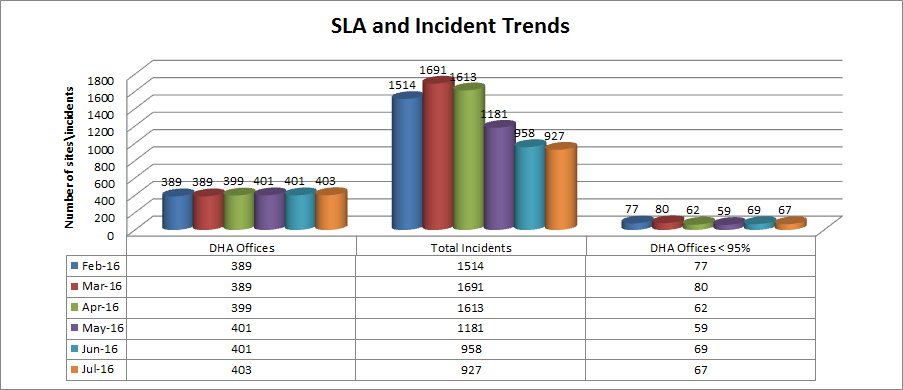 SLA and Incident Trends
Number of sites\incidents
1800
1600
1400
1200
1000
800
600
400
200
0
389 389 399 401 401 403
1514 1691 1613 1181 958 927
77 80 62 59 69 67
DHA Offices Total Incidents DHA Offices < 95%
Feb-16 389 1514 77
Mar-16 389 1691 80
Apr-16 399 1613 62
May-16 401 1181 59
Jun-16 401 958 69
Jul-16 403 927 67